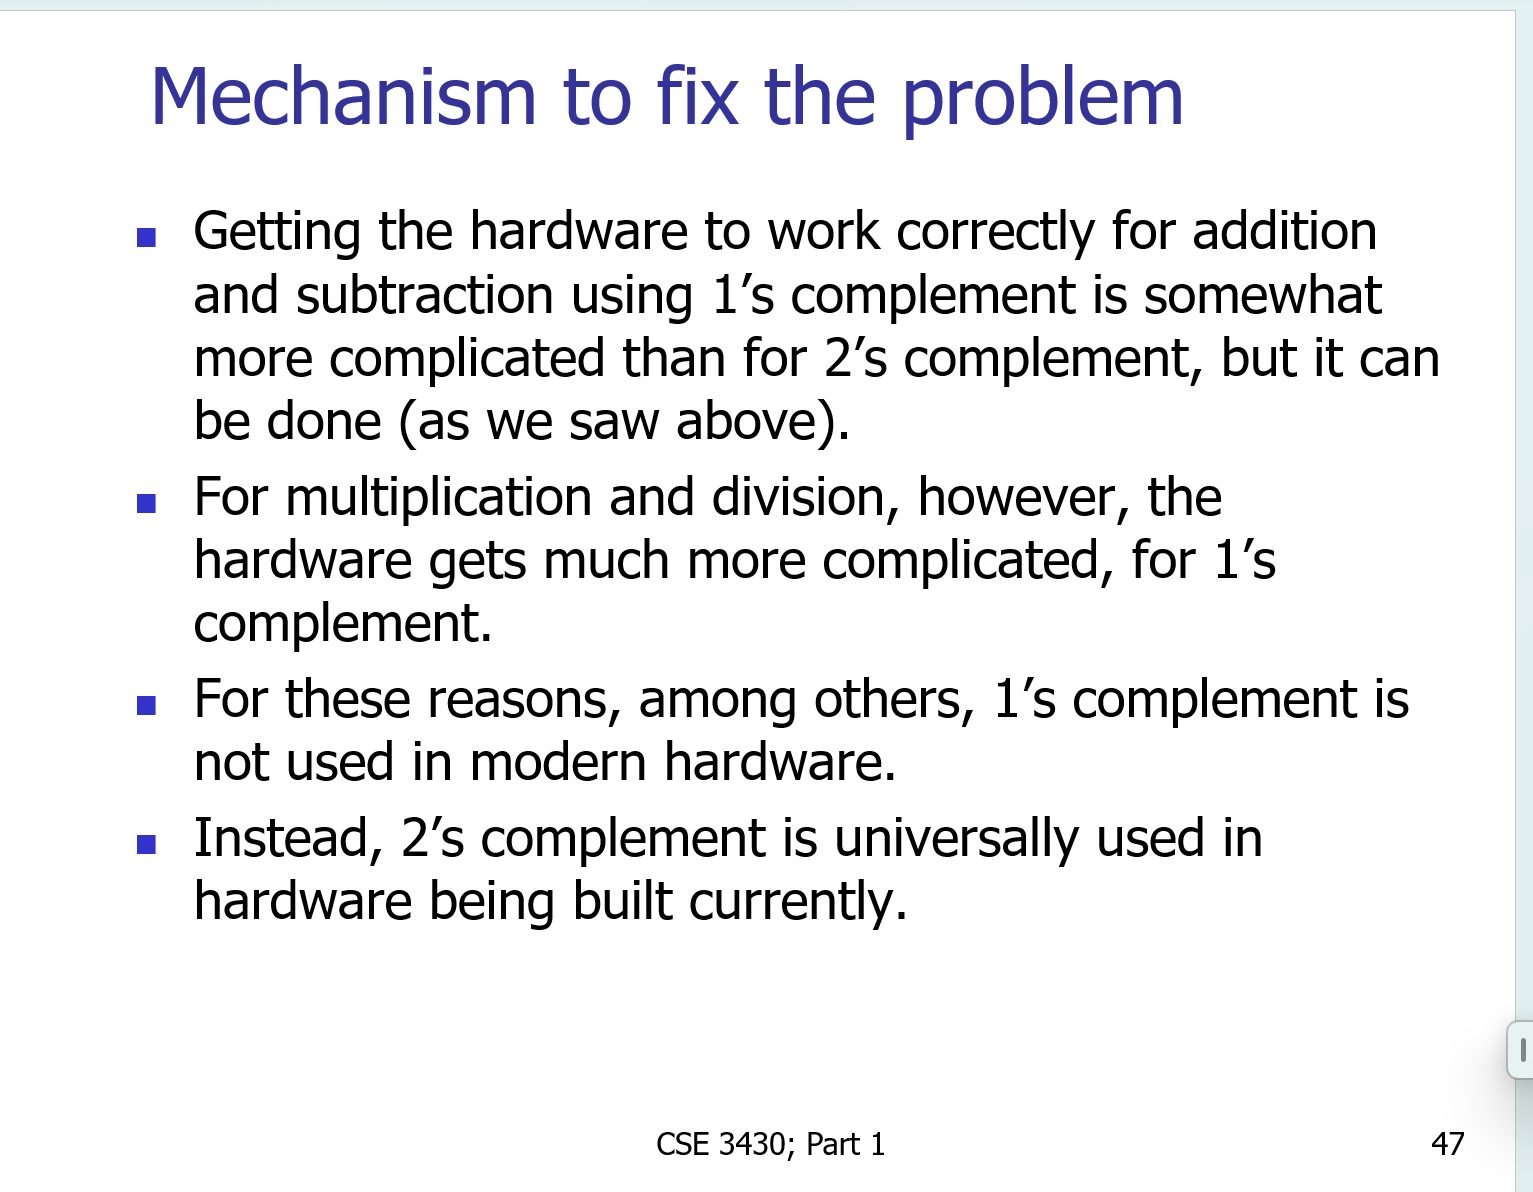 Mechanism to fix the problem
Getting the hardware to work correctly for addition
and subtraction using 1’s complement is somewhat
more complicated than for 2’s complement, but it can
be done (as we saw above).
For multiplication and division, however, the
hardware gets much more complicated, for 1’s
complement.
For these reasons, among others, 1’s complement is
not used in modern hardware.
Instead, 2’s complement is universally used in
hardware being built currently.
CSE 3430; Part 1
47